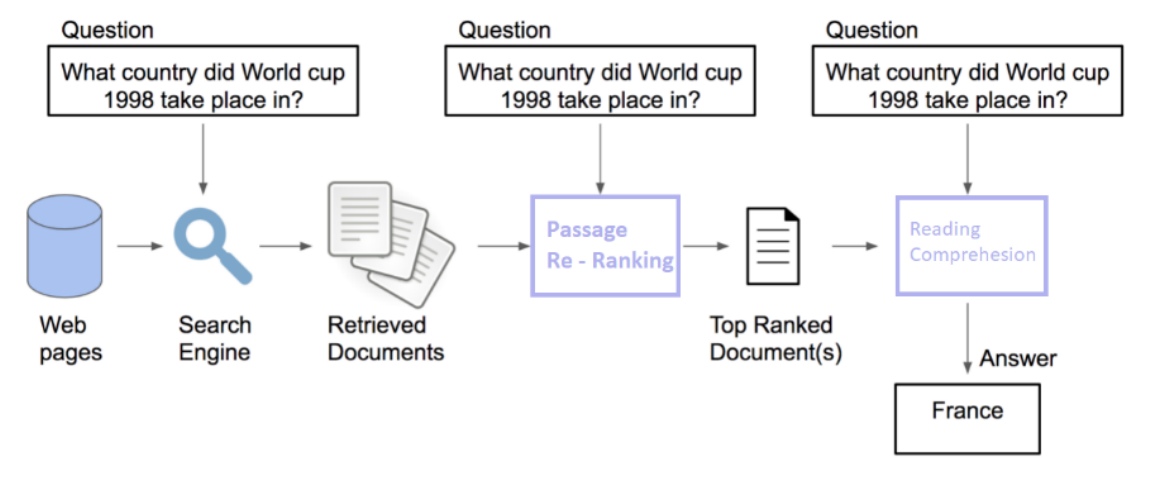 Question
What country did World cup
1998 take place in?
Question
What country did World cup
1998 take place in?
Question
What country did World cup
1998 take place in?
Passage
Re - Ranking
Reading
Comprehesion
Web
pages
Search
Engine
Retrieved
Documents
Top Ranked
Document(s)
Answer
France